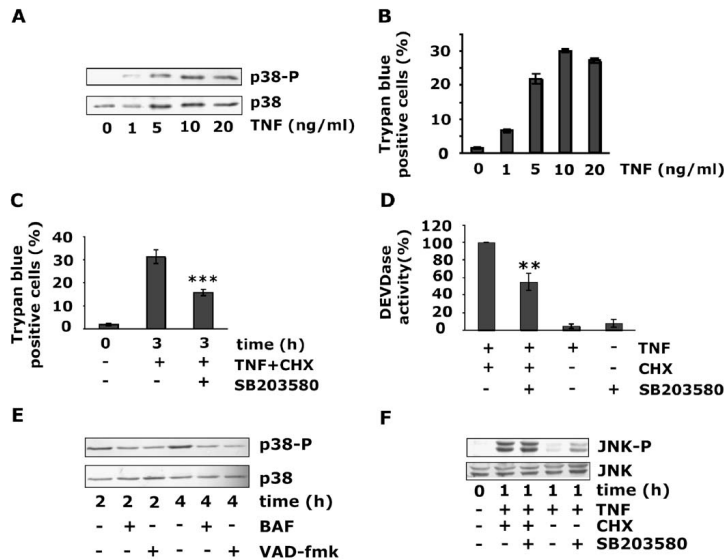 A
p38-P
p38
0 1 5 10 20 TNF (ng/ml)
B
Trypan blue
positive cells (%)
30
20
10
0
0 1 5 10 20 TNF (ng/ml)
C
Trypan blue
positive cells (%)
40
30
20
10
0
***
0 3 3 time (h)
- + + TNF+CHX
- - + SB203580
D
DEVDase
activity(%)
100
80
60
40
20
0
**
+ + + - TNF
+ + - - CHX
- + - + SB203580
E
p38-P
p38
2 2 2 4 4 4 time (h)
- + - - + - BAF
- - + - - + VAD-fmk
F
JNK-P
JNK
0 1 1 1 1 time (h)
- + + + + TNF
- + + - - CHX
- - + - + SB203580